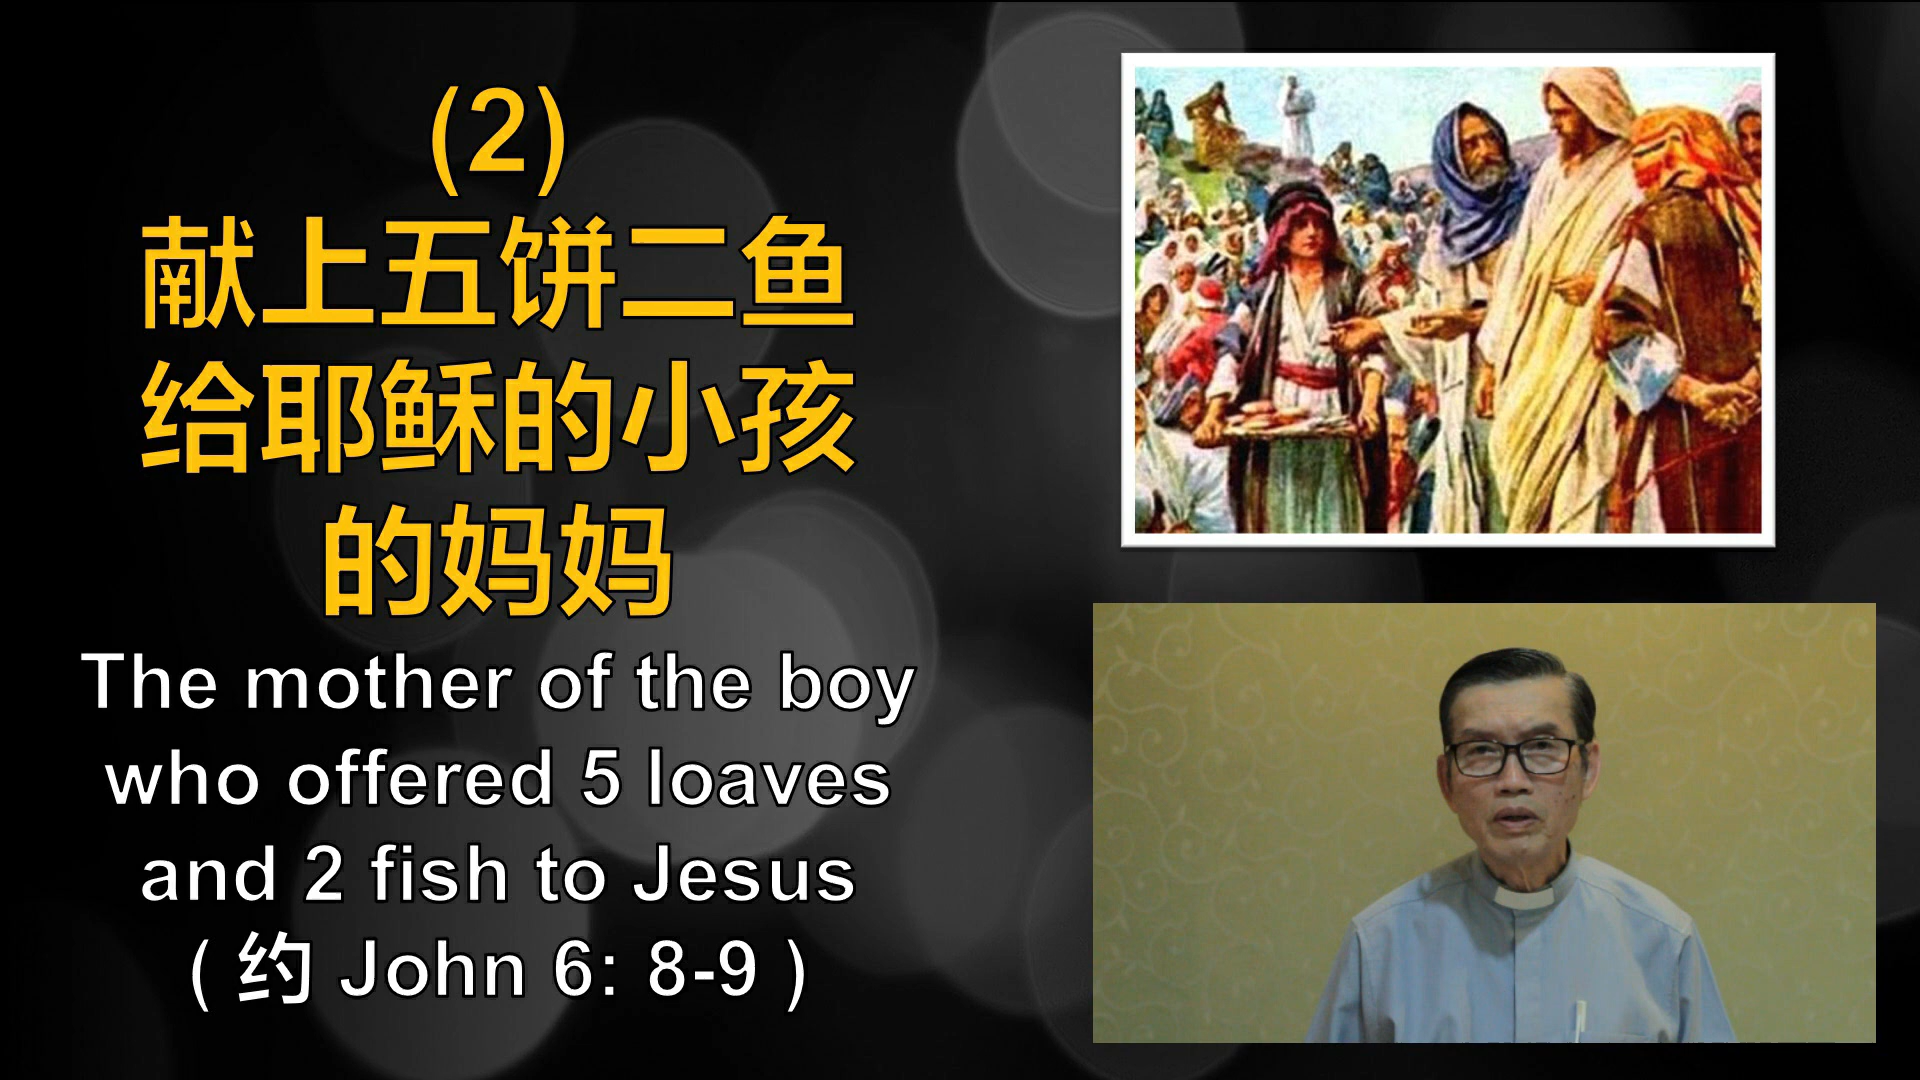 (2)
献上五饼二鱼
给耶稣的小孩
的妈妈
The mother of the boy
who offered 5 loaves
and 2 fish to Jesus
( 约 John 6: 8-9 )